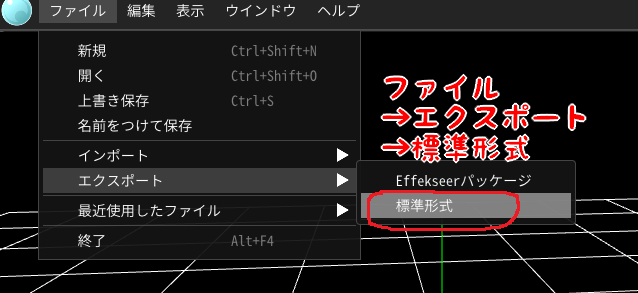 ファイル 編集 表示 ウインドウ ヘルプ
新規 Ctrl+Shift+N
開く Ctrl+Shift+O
上書き保存 Ctrl+S
名前をつけて保存
インポート
エクスポート
最近使用したファイル
終了 Alt+F4
Effekseerパッケージ
標準形式
ファイル
→エクスポート
→標準形式